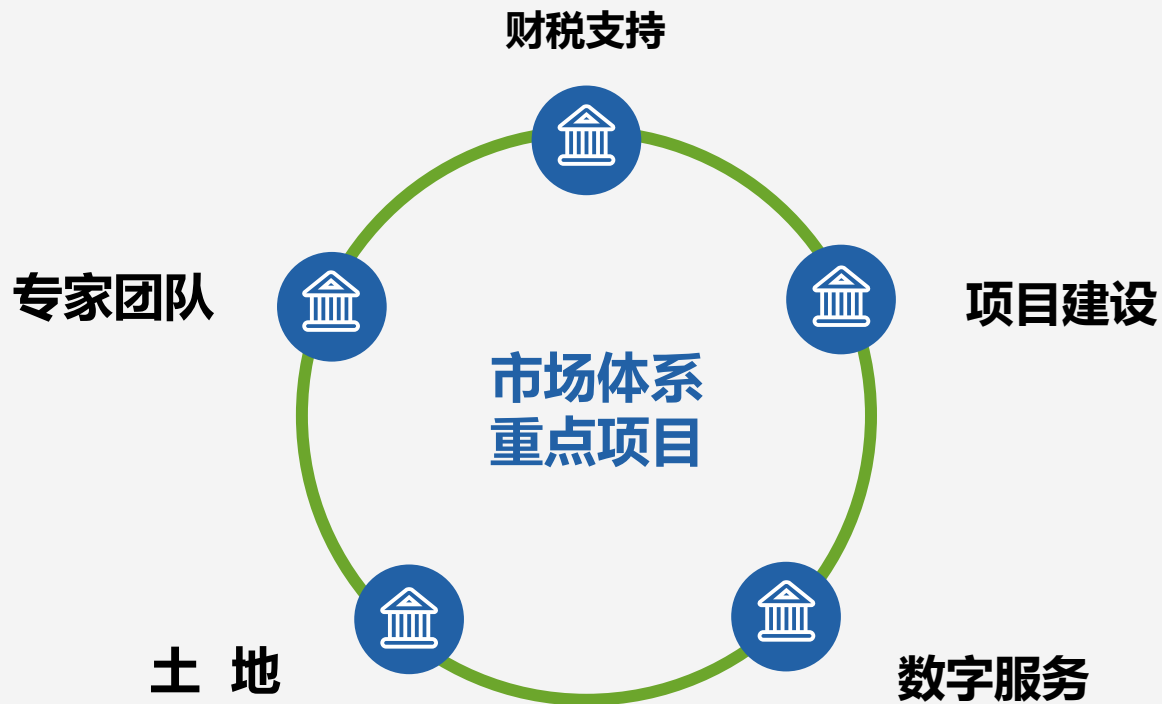 财税支持
专家团队
项目建设
市场体系
重点项目
土 地
数字服务